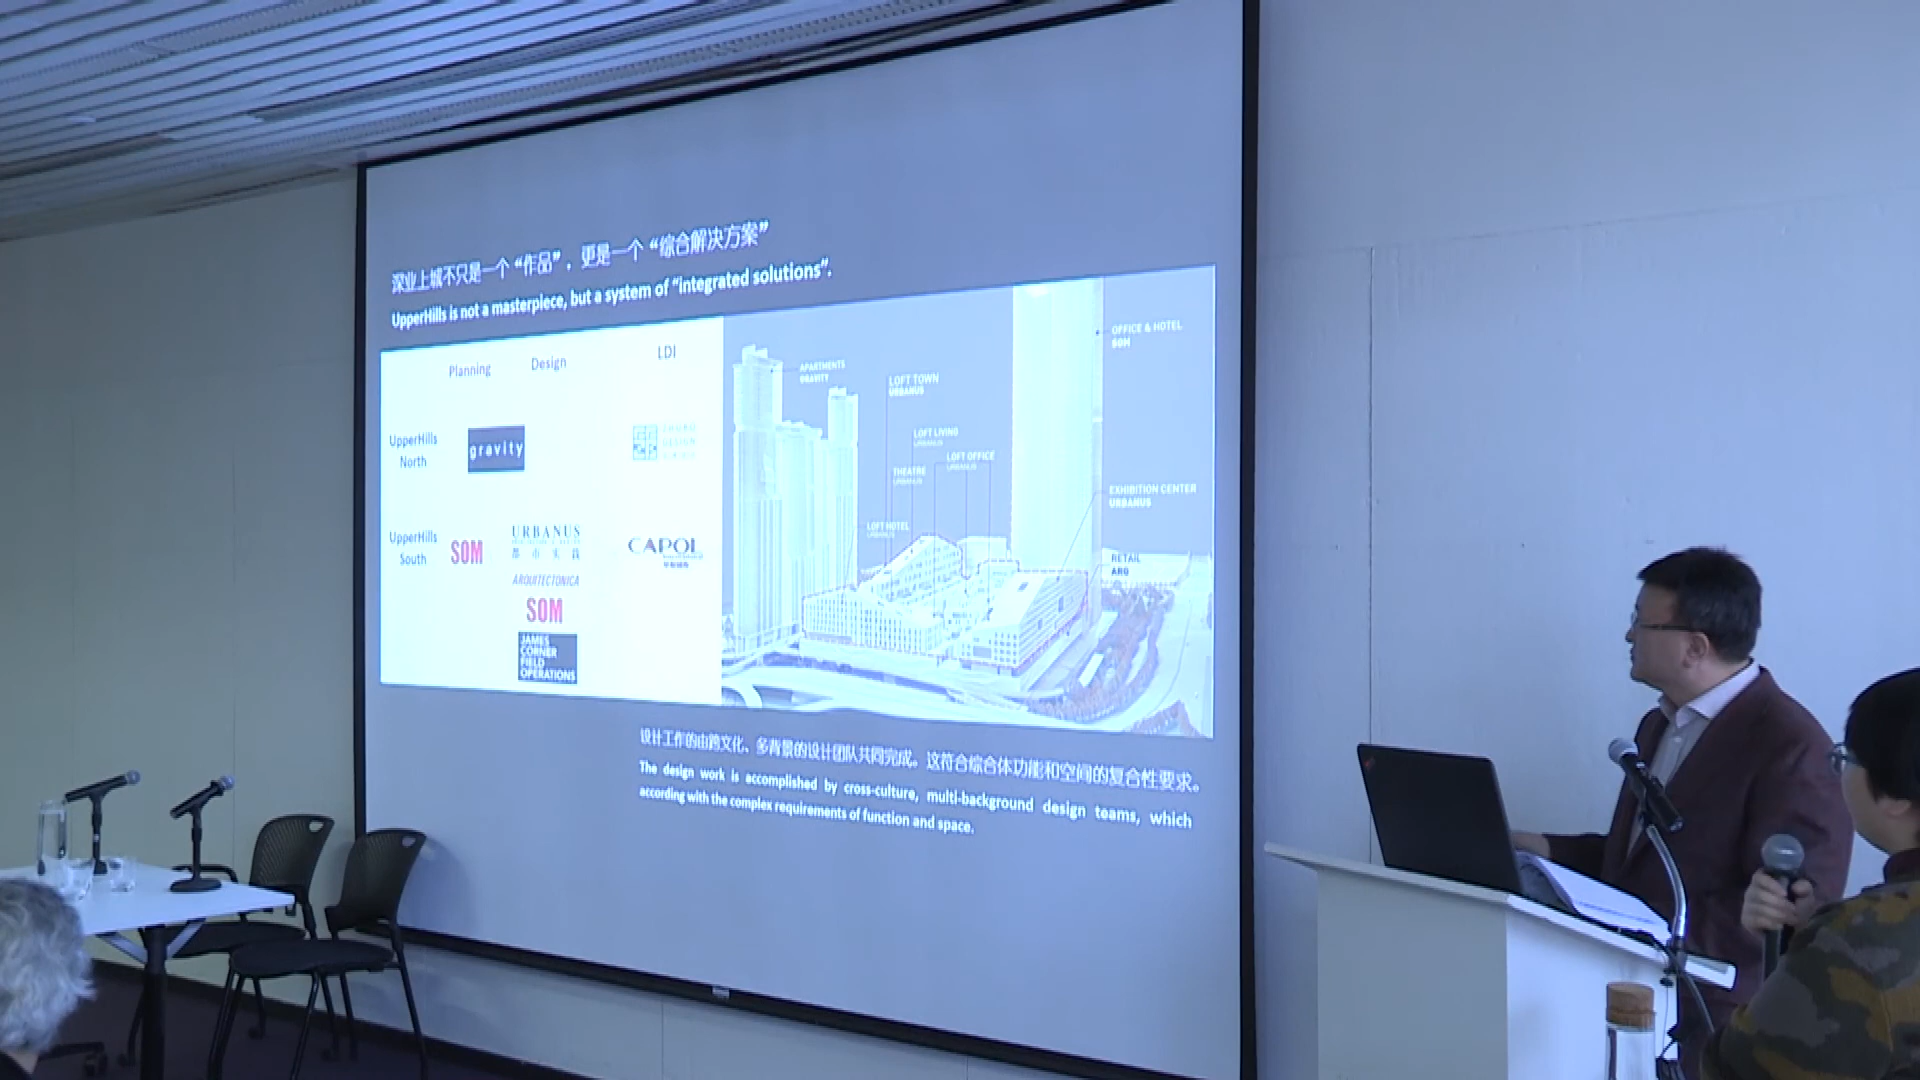 深业上城不只是一个“作品”，更是一个“综合解决方案”
UpperHills is not a masterpiece, but a system of “integrated solutions”.
Planning
Design
LDI
UpperHills
North
gravity
UpperHills
South
SOM
URBANUS
都市实践
CAPOL
ARQUITECTONICA
SOM
JAMES
CORNER
FIELD
OPERATIONS
APARTMENTS
GRAVITY
LOFT TOWN
URBANUS
LOFT LIVING
URBANUS
LOFT OFFICE
URBANUS
THEATRE
URBANUS
LOFT HOTEL
URBANUS
OFFICE & HOTEL
SOM
EXHIBITION CENTER
URBANUS
RETAIL
ARQ
设计工作的由跨文化、多背景的设计团队共同完成。这符合综合体功能和空间的复合性要求。
The design work is accomplished by cross-culture, multi-background design teams, which
according with the complex requirements of function and space.